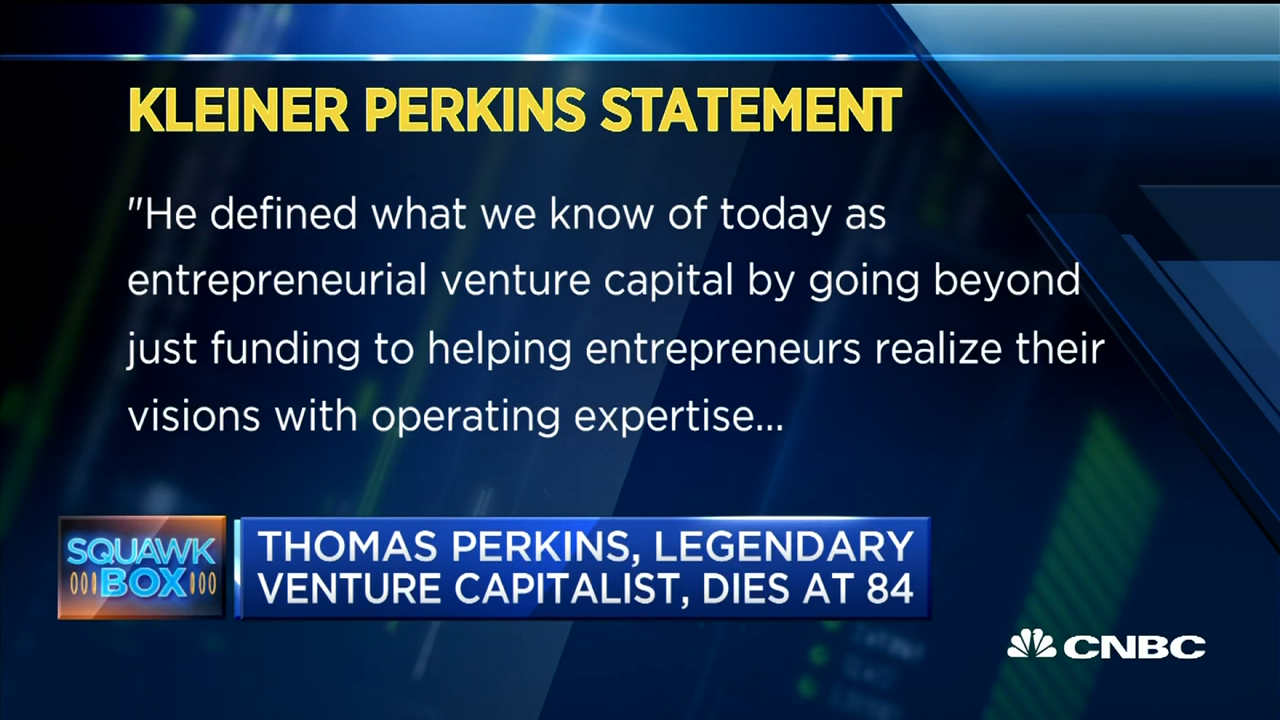 KLEINER PERKINS STATEMENT
"He defined what we know of today as
entrepreneurial venture capital by going beyond
just funding to helping entrepreneurs realize their
visions with operating expertise...
SQUAWK
BOX
THOMAS PERKINS, LEGENDARY
VENTURE CAPITALIST, DIES AT 84
CNBC